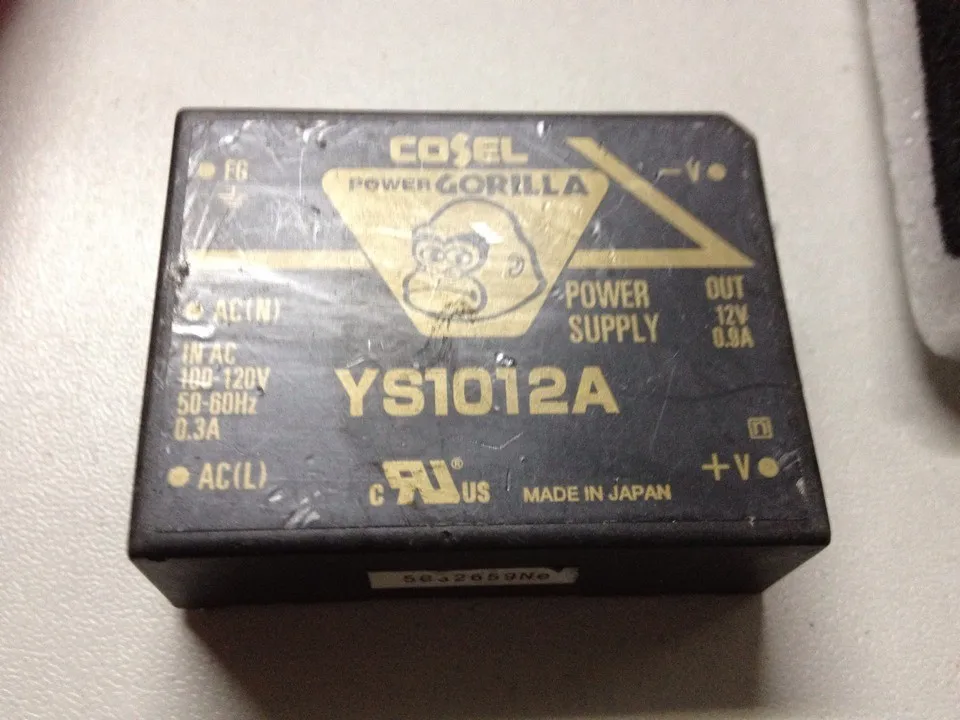 COSEL
POWER GORILLA
FG
−V
AC(N)
POWER
SUPPLY
OUT
12V
0.9A
IN AC
100-120V
50-60Hz
0.3A
YS1012A
AC(L)
C RU® US
MADE IN JAPAN
+V